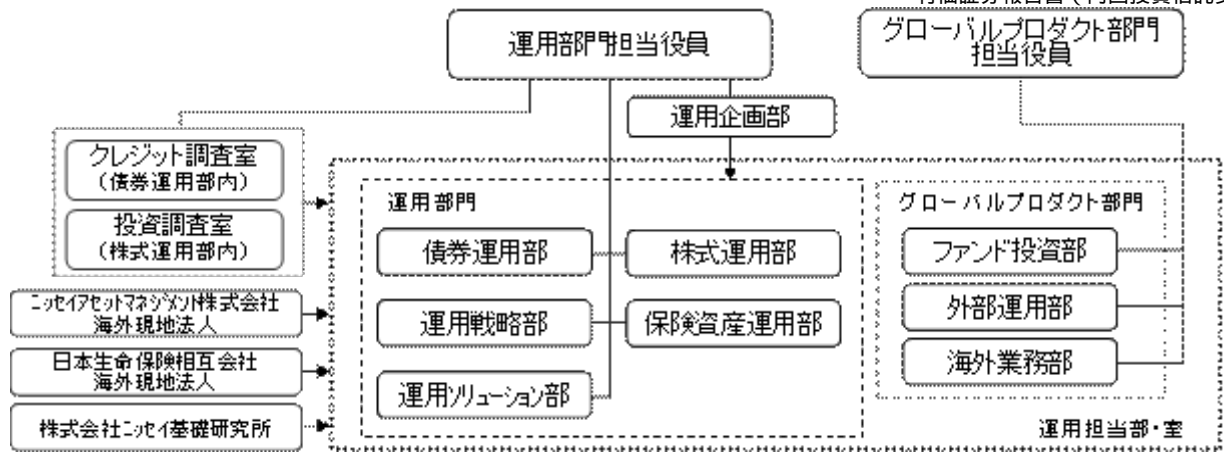 運用部門担当役員
グローバルプロダクト部門
担当役員
運用企画部
クレジット調査室
(債券運用部内)
投資調査室
(株式運用部内)
運用部門
債券運用部
株式運用部
運用戦略部
保険資産運用部
運用ソリューション部
グローバルプロダクト部門
ファンド投資部
外部運用部
海外業務部
ニッセイアセットマネジメント株式会社
海外現地法人
日本生命保険相互会社
海外現地法人
株式会社ニッセイ基礎研究所
運用担当部・室